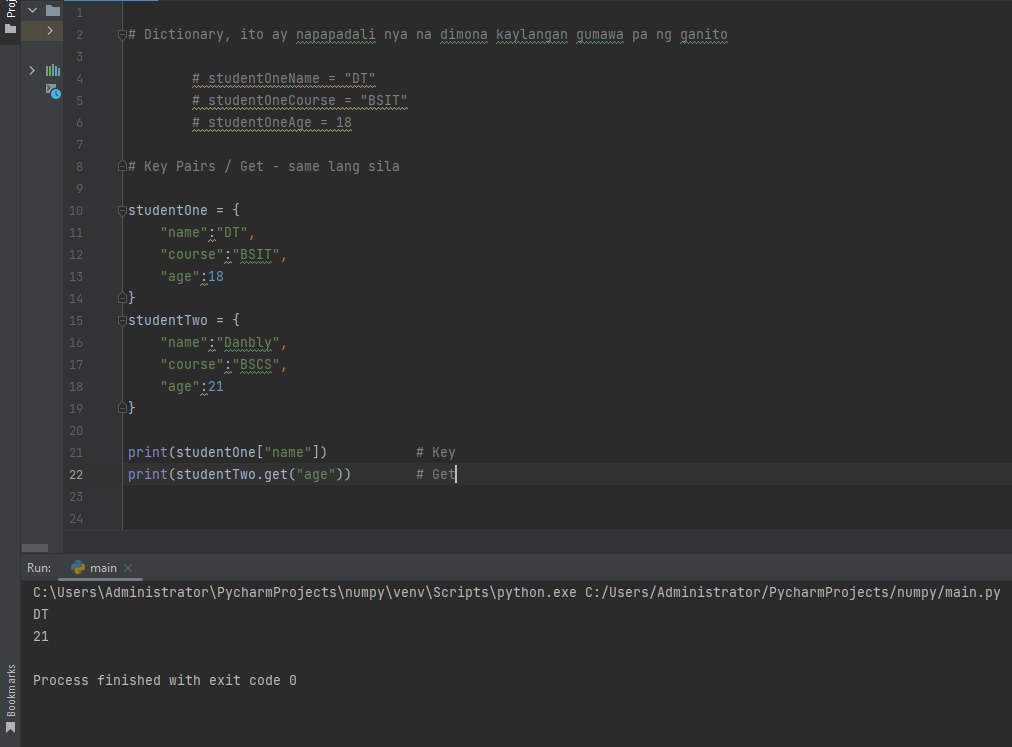 Proj
1
2 # Dictionary, ito ay napapadali nya na dimona kaylangan gumawa pa ng ganito
3
4 # studentOneName = "DT"
5 # studentOneCourse = "BSIT"
6 # studentOneAge = 18
7
8 # Key Pairs / Get - same lang sila
9
10 studentOne = {
11 "name":"DT",
12 "course":"BSIT",
13 "age":18
14 }
15 studentTwo = {
16 "name":"Danbly",
17 "course":"BSCS",
18 "age":21
19 }
20
21 print(studentOne["name"]) # Key
22 print(studentTwo.get("age")) # Get
23
24
Run: main
C:\Users\Administrator\PycharmProjects\numpy\venv\Scripts\python.exe C:/Users/Administrator/PycharmProjects/numpy/main.py
DT
21
Process finished with exit code 0
Bookmarks